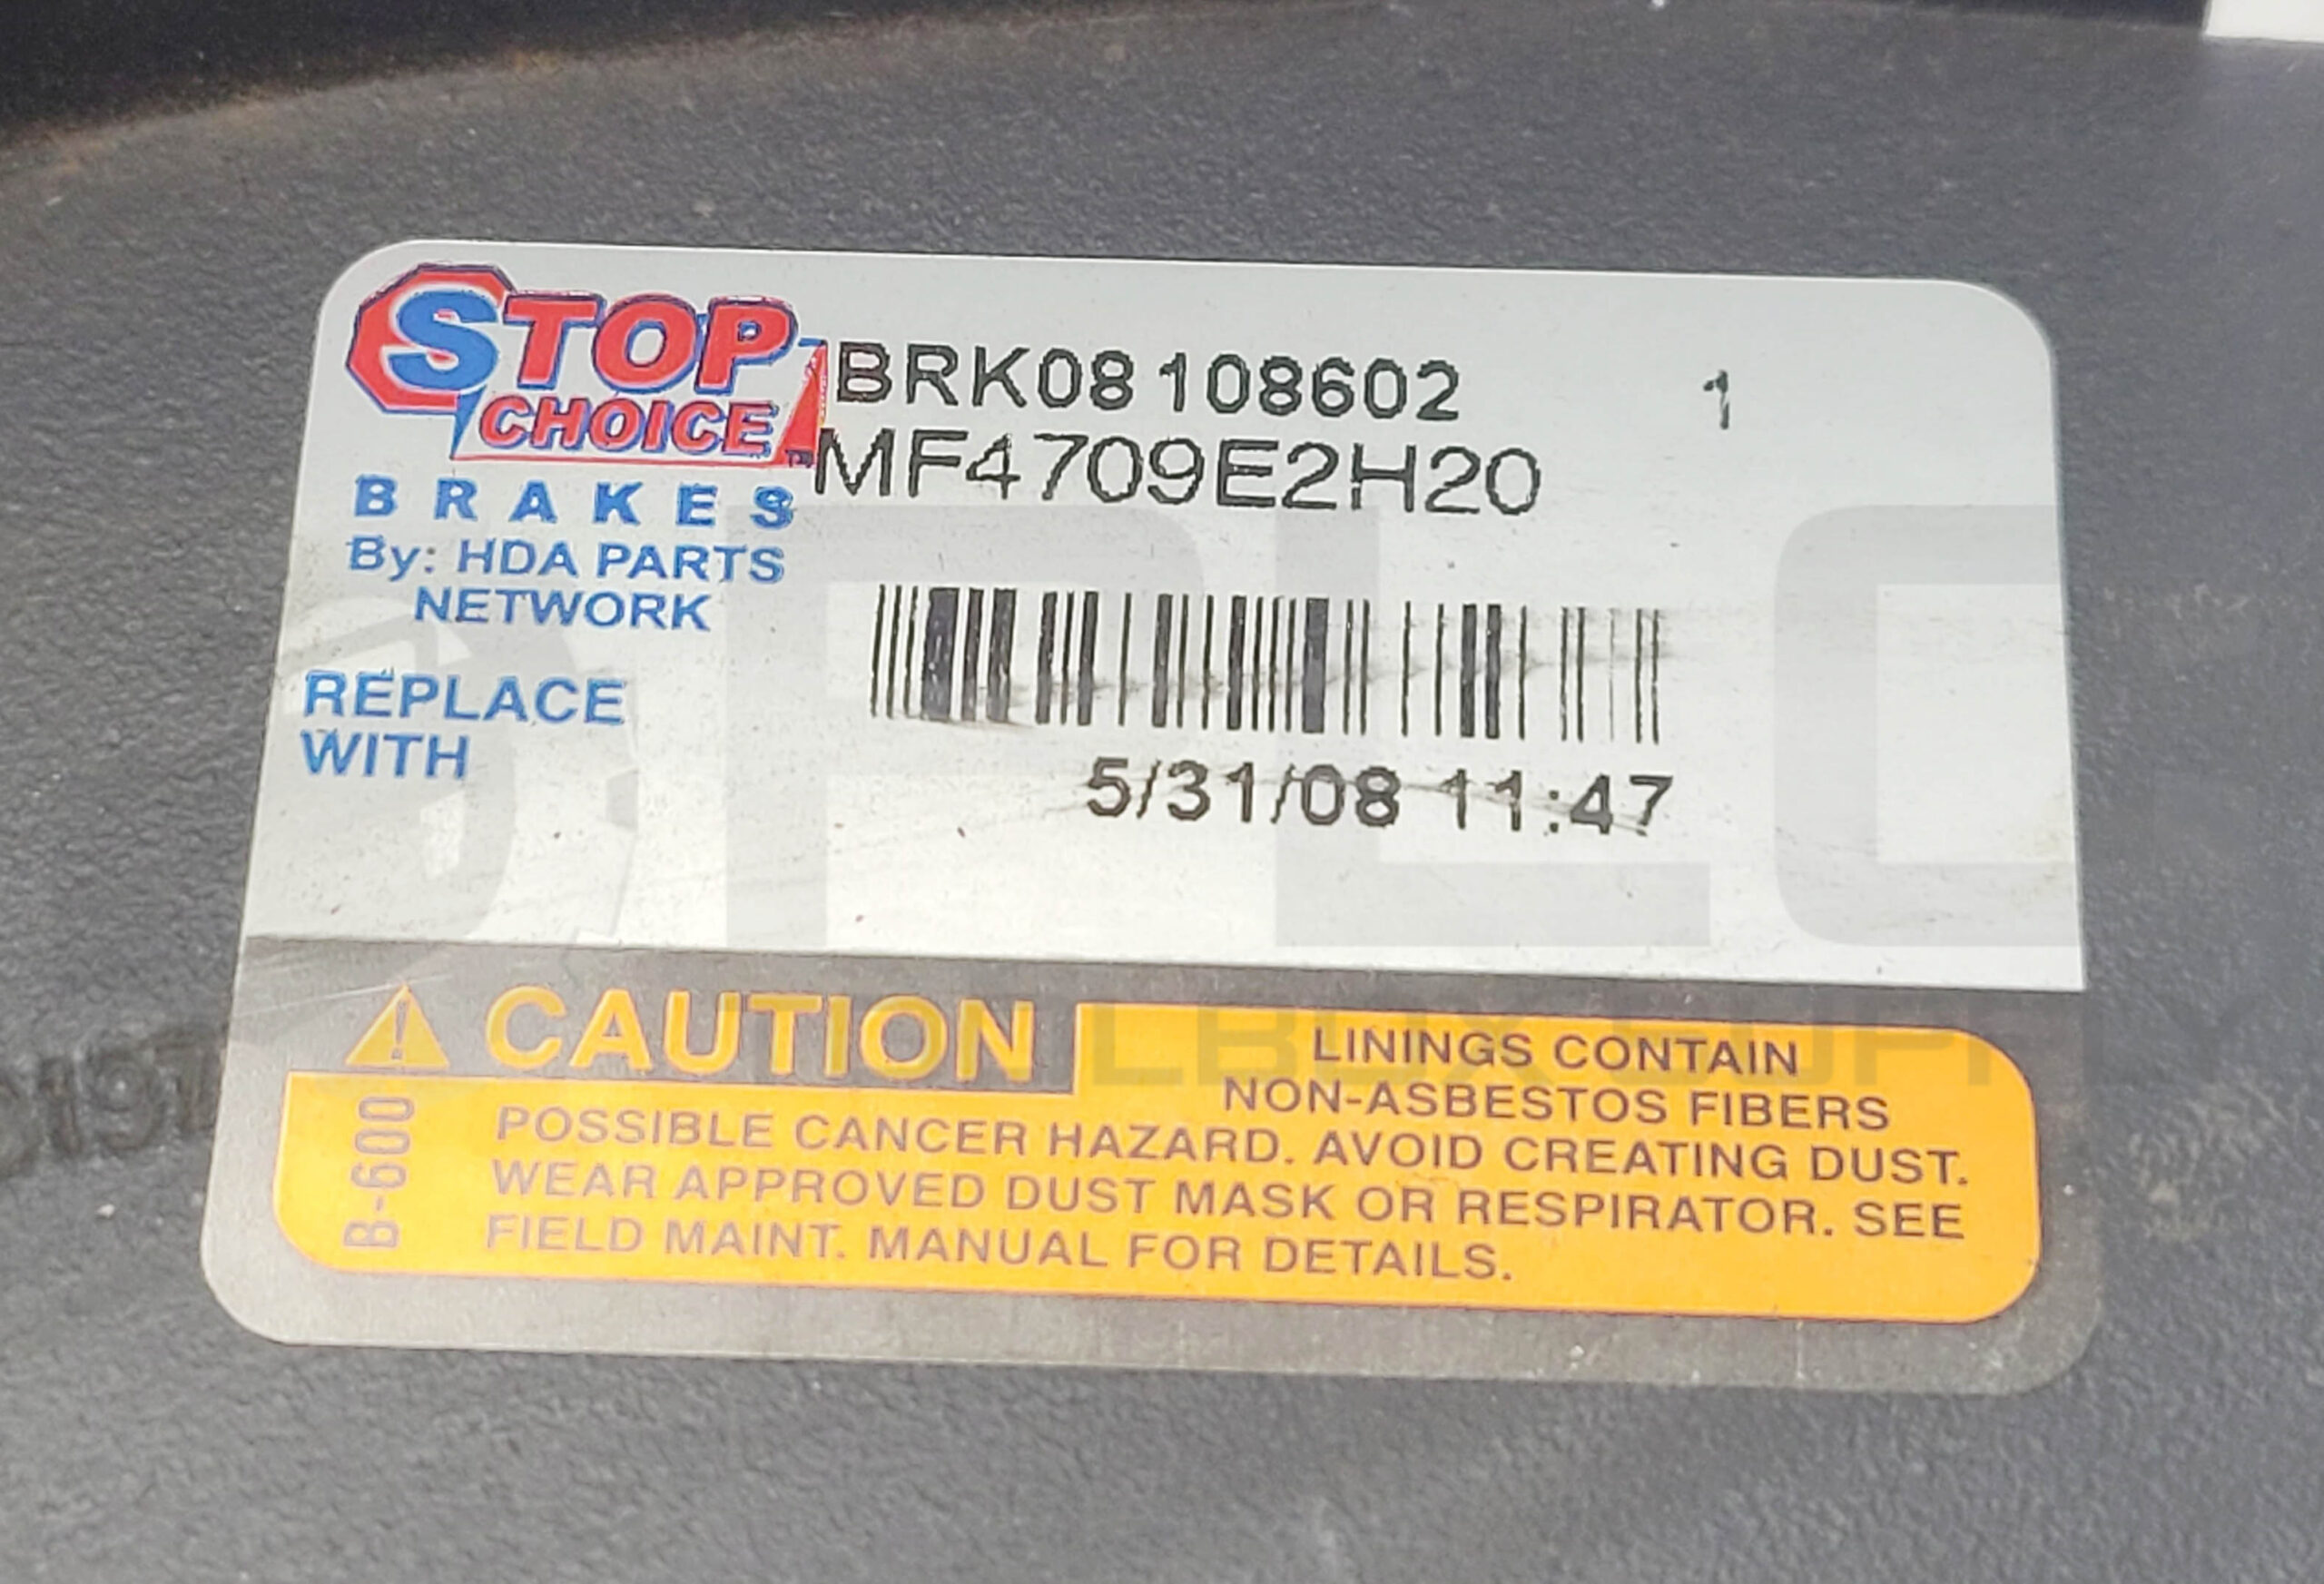 STOP
CHOICE
BRAKES
By: HDA PARTS
NETWORK
BRK08108602 1
MF4709E2H20
REPLACE
WITH
5/31/08 11:47
CAUTION
LININGS CONTAIN
NON-ASBESTOS FIBERS
POSSIBLE CANCER HAZARD. AVOID CREATING DUST.
WEAR APPROVED DUST MASK OR RESPIRATOR. SEE
FIELD MAINT. MANUAL FOR DETAILS.
B-600